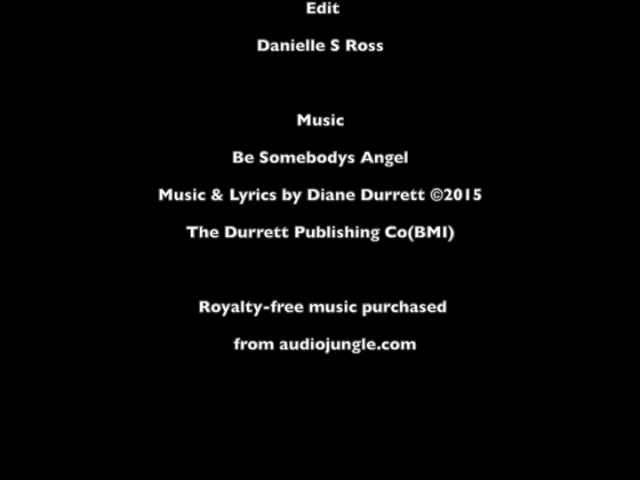 Edit
Danielle S Ross
Music
Be Somebodys Angel
Music & Lyrics by Diane Durrett ©2015
The Durrett Publishing Co(BMI)
Royalty-free music purchased
from audiojungle.com